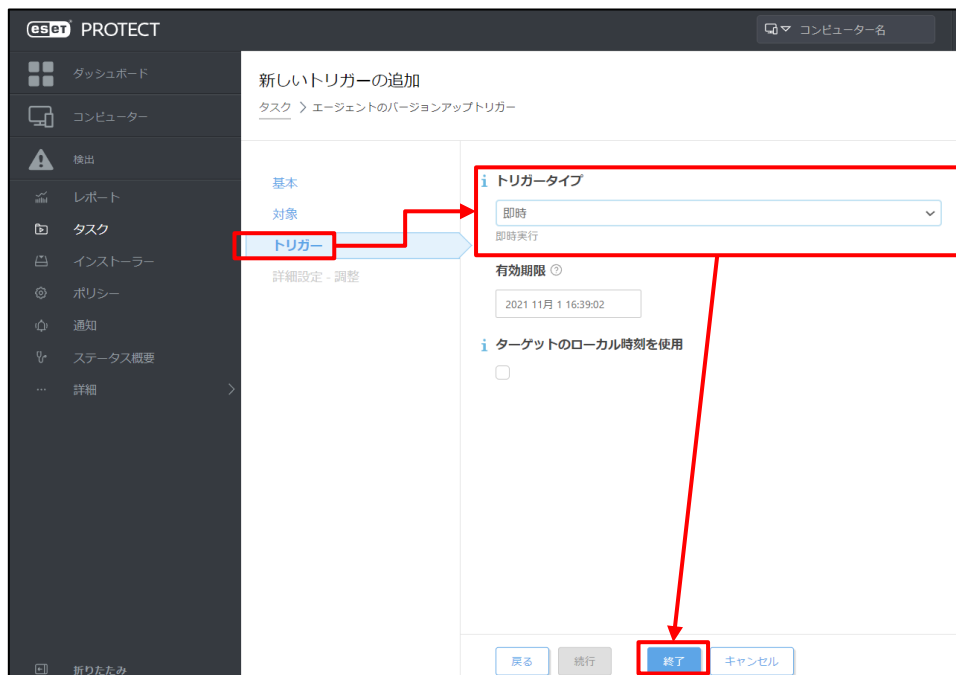 eset PROTECT
コンピューター名
ダッシュボード
コンピューター
検出
レポート
タスク
インストーラー
ポリシー
通知
ステータス概要
詳細
折りたたみ
新しいトリガーの追加
タスク > エージェントのバージョンアップトリガー
基本
対象
トリガー
詳細設定 - 調整
トリガータイプ
即時
即時実行
有効期限
2021 11月 1 16:39:02
ターゲットのローカル時刻を使用
戻る
続行
終了
キャンセル